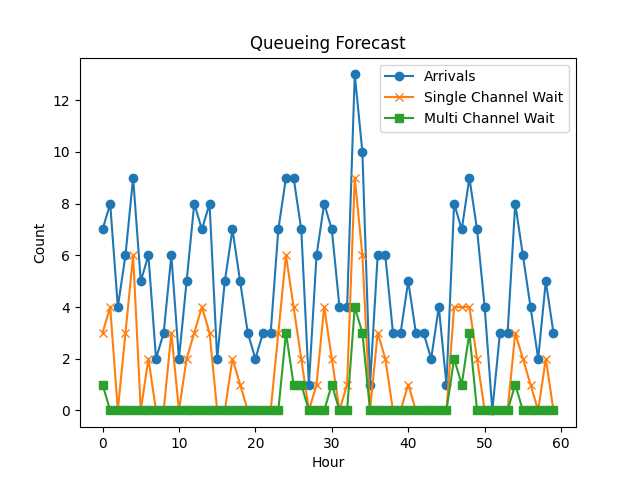 Queueing Forecast
Arrivals
Single Channel Wait
Multi Channel Wait
Count
12
10
8
6
4
2
0
0 10 20 30 40 50 60
Hour